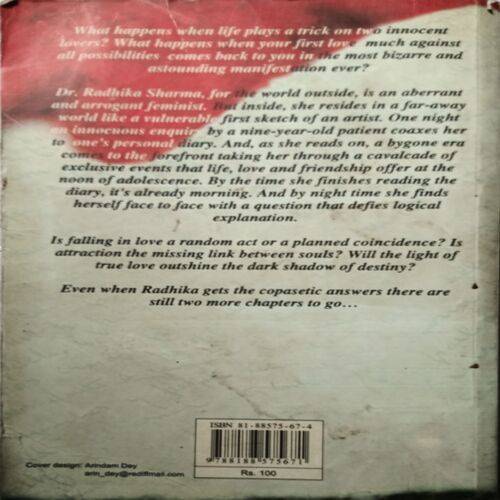 What happens when life plays a trick on two innocent
lovers? What happens when your first love much against
all possibilities comes back to you in the most bizarre and
astounding manifestation ever?
Dr. Radhika Sharma, for the world outside, is an aberrant
and arrogant feminist. But inside, she resides in a far-away
world like a vulnerable first sketch of an artist. One night
an innocuous enquiry by a nine-year-old patient coaxes her
to one's personal diary. And, as she reads on, a bygone era
comes to the forefront taking her through a cavalcade of
exclusive events that life, love and friendship offer at the
noon of adolescence. By the time she finishes reading the
diary, it's already morning. And by night time she finds
herself face to face with a question that defies logical
explanation.
Is falling in love a random act or a planned coincidence? Is
attraction the missing link between souls? Will the light of
true love outshine the dark shadow of destiny?
Even when Radhika gets the copasetic answers there are
still two more chapters to go...
ISBN 81-88575-67-4
9 788188 575671
Rs. 100
Cover design: Arindam Dey
arin_dey@rediffmail.com